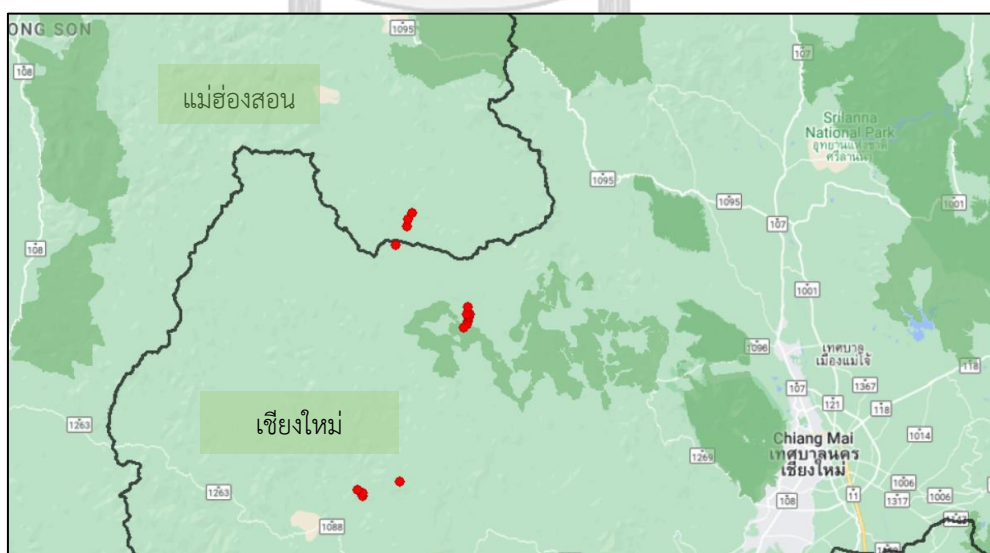 ONG SON
1095
107
108
แม่ฮ่องสอน
Srilanna
National Park
อุทยานแห่งชาติ
ศรีลานนา
1095
1095
1001
107
108
1001
1096
เทศบาล
เมืองแม่โจ้
118
107
1367
121
118
1263
เชียงใหม่
Chiang Mai
เทศบาลนคร
เชียงใหม่
1014
1269
1263
1006
108
11
1317
1006
1088